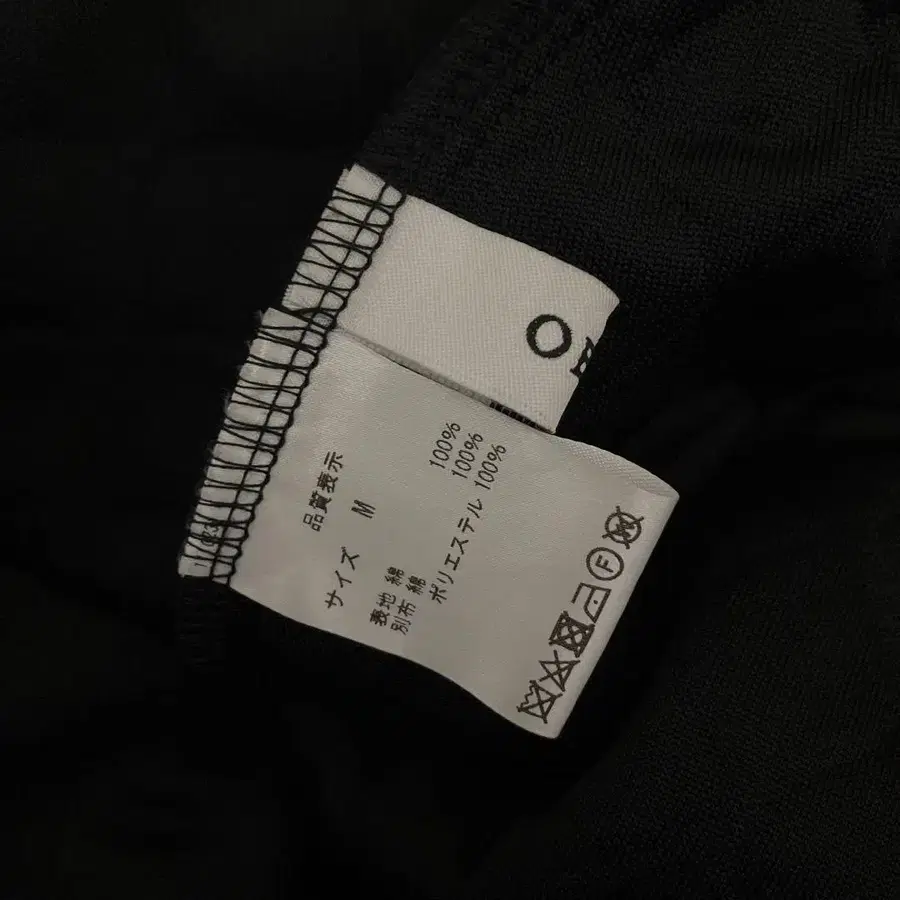 品質表示
サイズ M
表地 綿 100%
別布 綿 100%
ポリエステル 100%
F